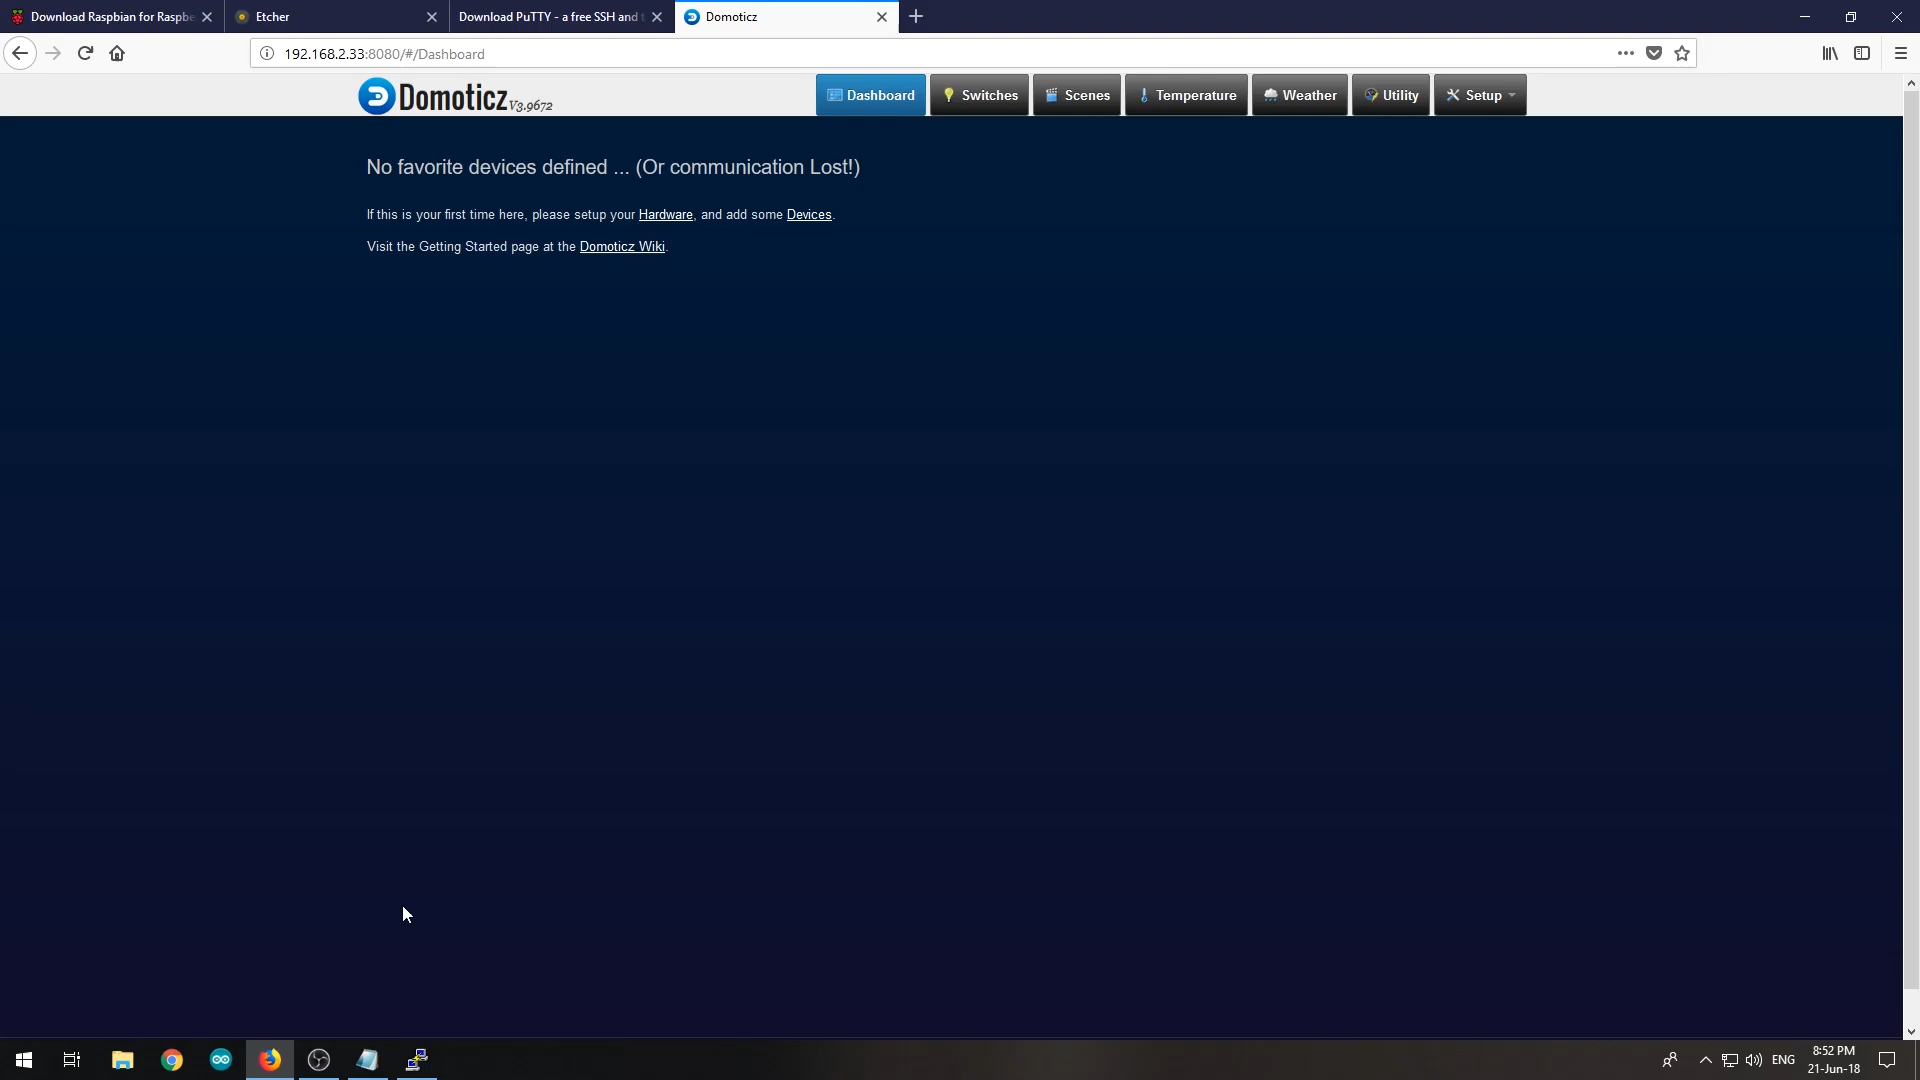 Download Raspbian for Raspbe
Etcher
Download PuTTY - a free SSH and t
Domoticz
192.168.2.33:8080/#/Dashboard
Domoticz V3.9672
Dashboard
Switches
Scenes
Temperature
Weather
Utility
Setup
No favorite devices defined ... (Or communication Lost!)
If this is your first time here, please setup your Hardware, and add some Devices.
Visit the Getting Started page at the Domoticz Wiki.
ENG
8:52 PM
21-Jun-18